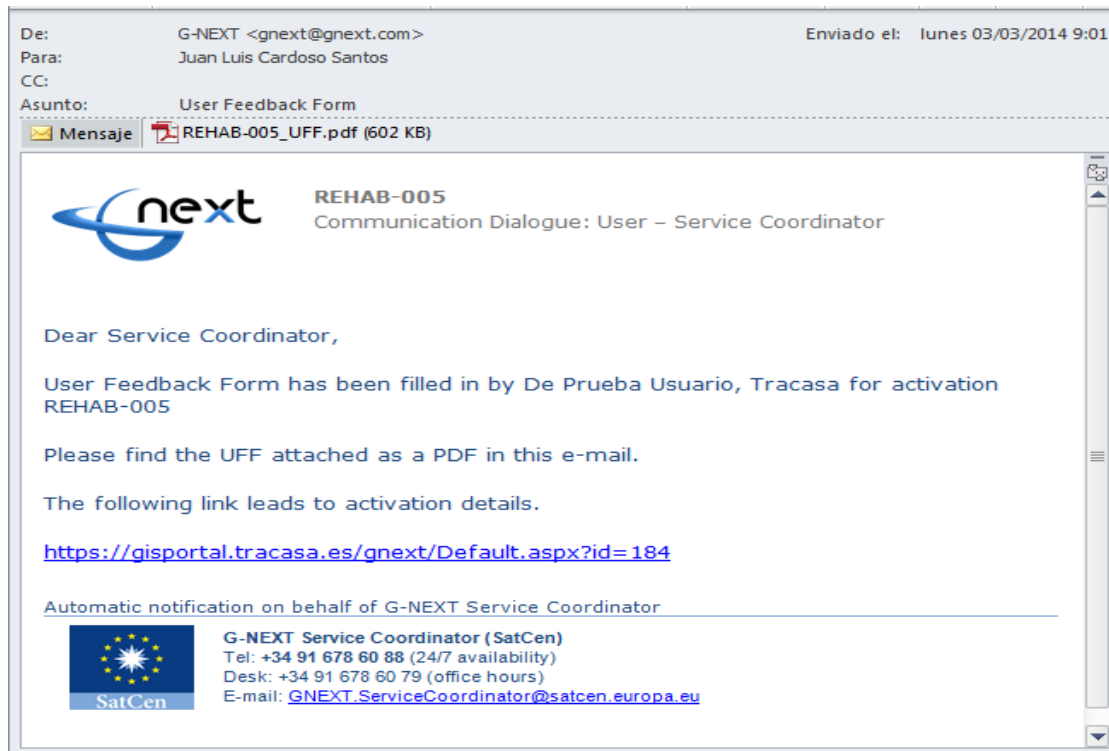 De: G-NEXT <gnext@gnext.com> Enviado el: lunes 03/03/2014 9:01
Para: Juan Luis Cardoso Santos
CC:
Asunto: User Feedback Form
Mensaje REHAB-005_UFF.pdf (602 KB)
gnext
REHAB-005
Communication Dialogue: User – Service Coordinator
Dear Service Coordinator,
User Feedback Form has been filled in by De Prueba Usuario, Tracasa for activation
REHAB-005
Please find the UFF attached as a PDF in this e-mail.
The following link leads to activation details.
https://gisportal.tracasa.es/gnext/Default.aspx?id=184
Automatic notification on behalf of G-NEXT Service Coordinator
SatCen
G-NEXT Service Coordinator (SatCen)
Tel: +34 91 678 60 88 (24/7 availability)
Desk: +34 91 678 60 79 (office hours)
E-mail: GNEXT.ServiceCoordinator@satcen.europa.eu